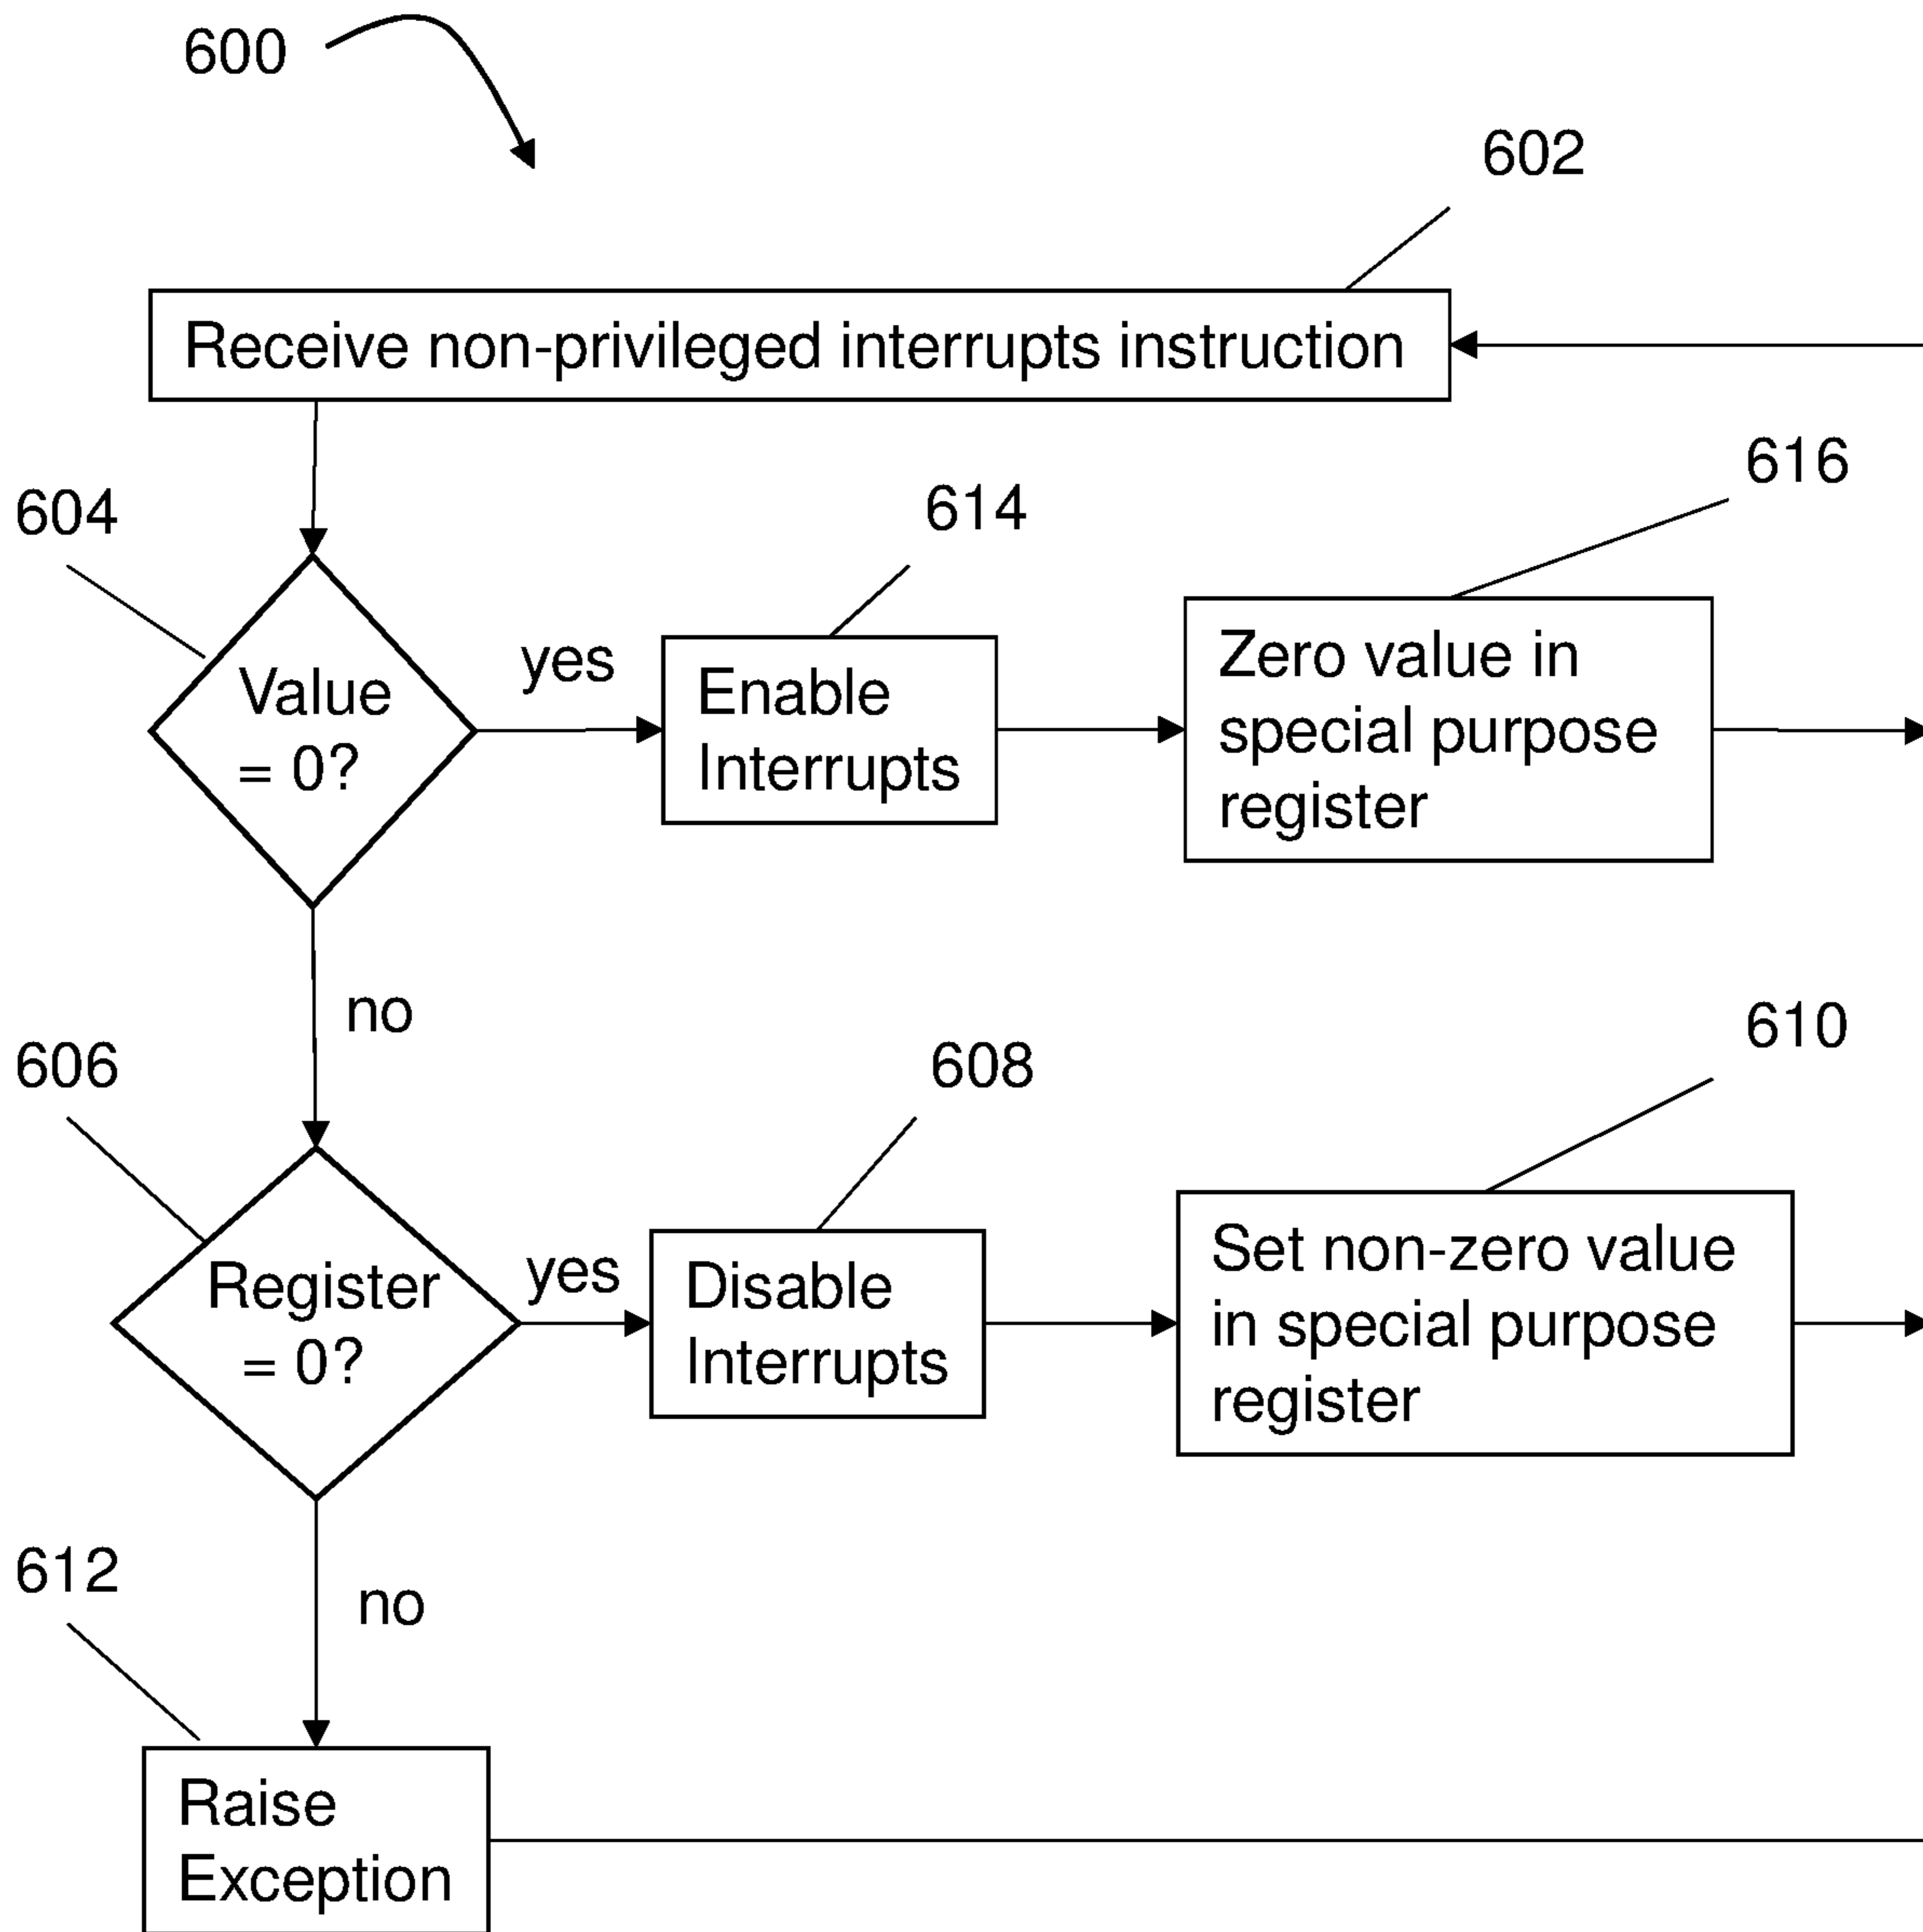 600
602
Receive non-privileged interrupts instruction
616
604
614
Value
= 0?
yes
Enable
Interrupts
Zero value in
special purpose
register
no
610
606
608
Register
= 0?
yes
Disable
Interrupts
Set non-zero value
in special purpose
register
612
no
Raise
Exception